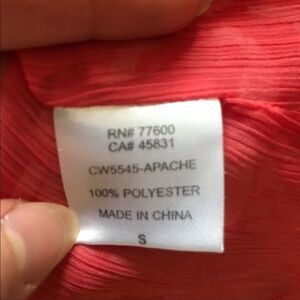 RN# 77600
CA# 45831
CW5545-APACHE
100% POLYESTER
MADE IN CHINA
S